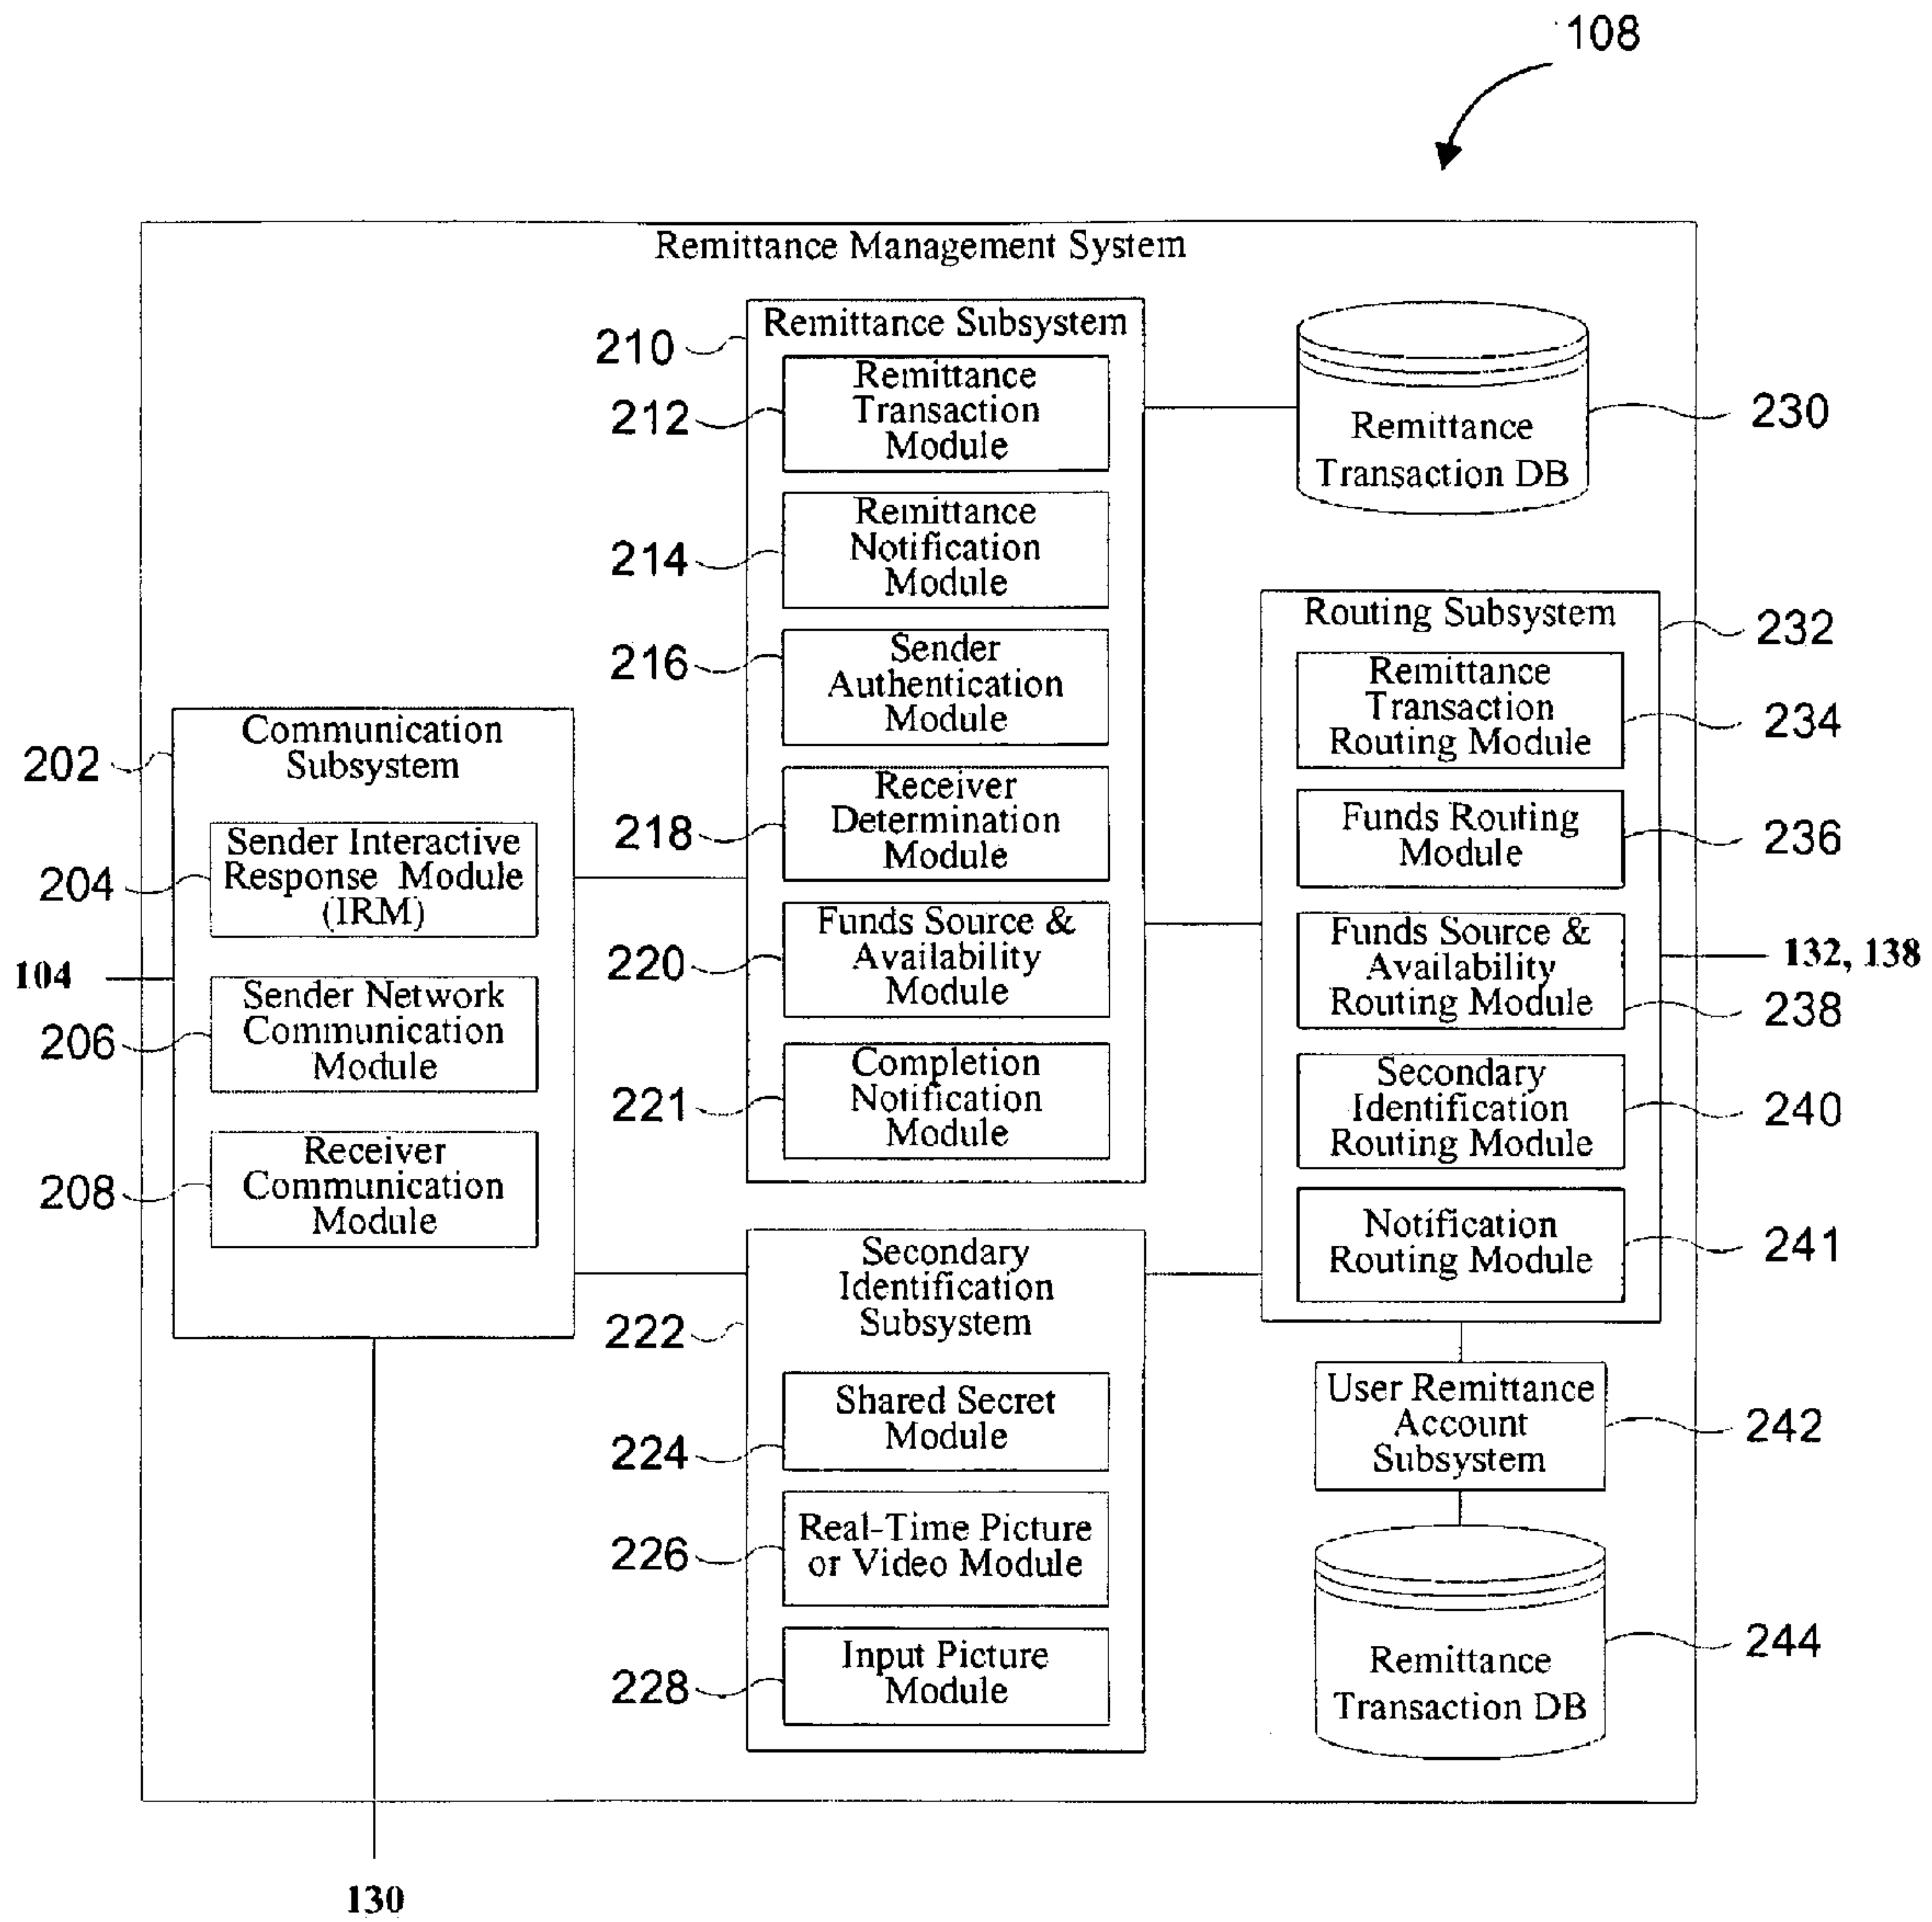 108
Remittance Management System
210
Remittance Subsystem
212
Remittance
Transaction
Module
214
Remittance
Notification
Module
216
Sender
Authentication
Module
218
Receiver
Determination
Module
220
Funds Source &
Availability
Module
221
Completion
Notification
Module
Remittance
Transaction DB
230
202
Communication
Subsystem
204
Sender Interactive
Response Module
(IRM)
104
206
Sender Network
Communication
Module
208
Receiver
Communication
Module
130
222
Secondary
Identification
Subsystem
224
Shared Secret
Module
226
Real-Time Picture
or Video Module
228
Input Picture
Module
Routing Subsystem
232
Remittance
Transaction
Routing Module
234
Funds Routing
Module
236
Funds Source &
Availability
Routing Module
132, 138
238
Secondary
Identification
Routing Module
240
Notification
Routing Module
241
User Remittance
Account
Subsystem
242
Remittance
Transaction DB
244